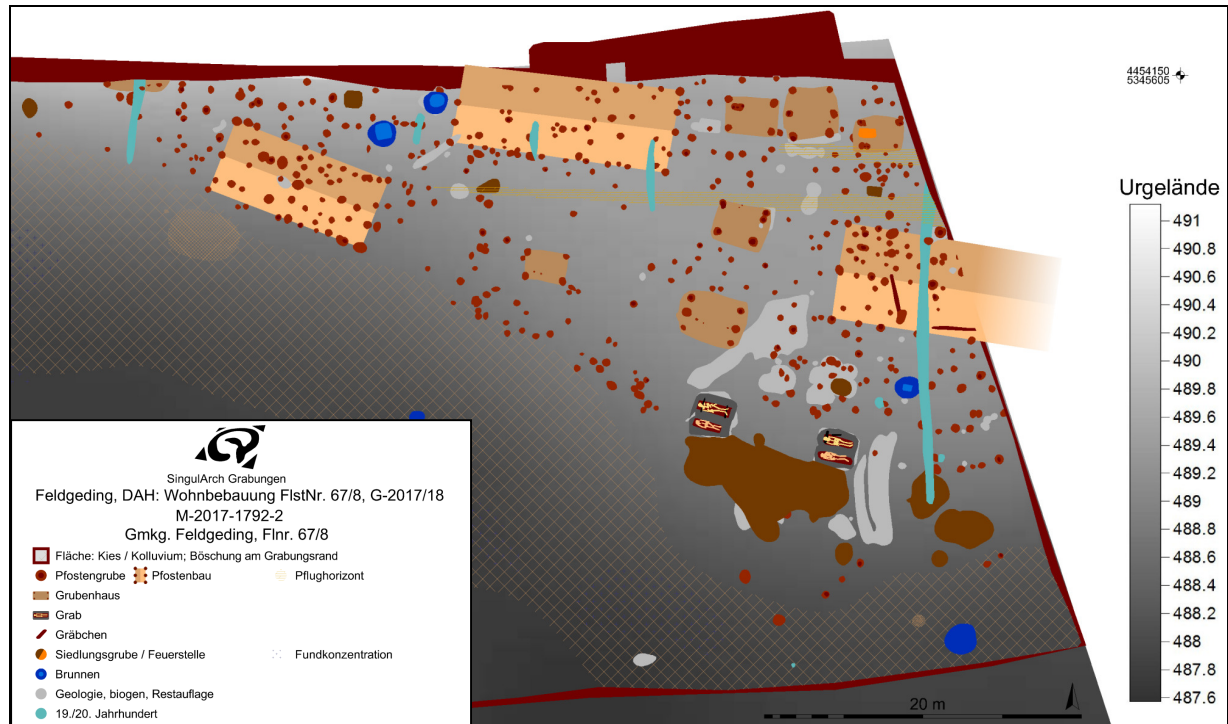 4454150
5345605
Urgelände
491
490.8
490.6
490.4
490.2
490
489.8
489.6
489.4
489.2
489
488.8
488.6
488.4
488.2
488
487.8
487.6
20 m
SingulArch Grabungen
Feldgeding, DAH: Wohnbebauung FlstNr. 67/8, G-2017/18
M-2017-1792-2
Gmkg. Feldgeding, Flnr. 67/8
Fläche: Kies / Kolluvium; Böschung am Grabungsrand
Pfostengrube Pfostenbau Pflughorizont
Grubenhaus
Grab
Gräbchen
Siedlungsgrube / Feuerstelle Fundkonzentration
Brunnen
Geologie, biogen, Restauflage
19./20. Jahrhundert